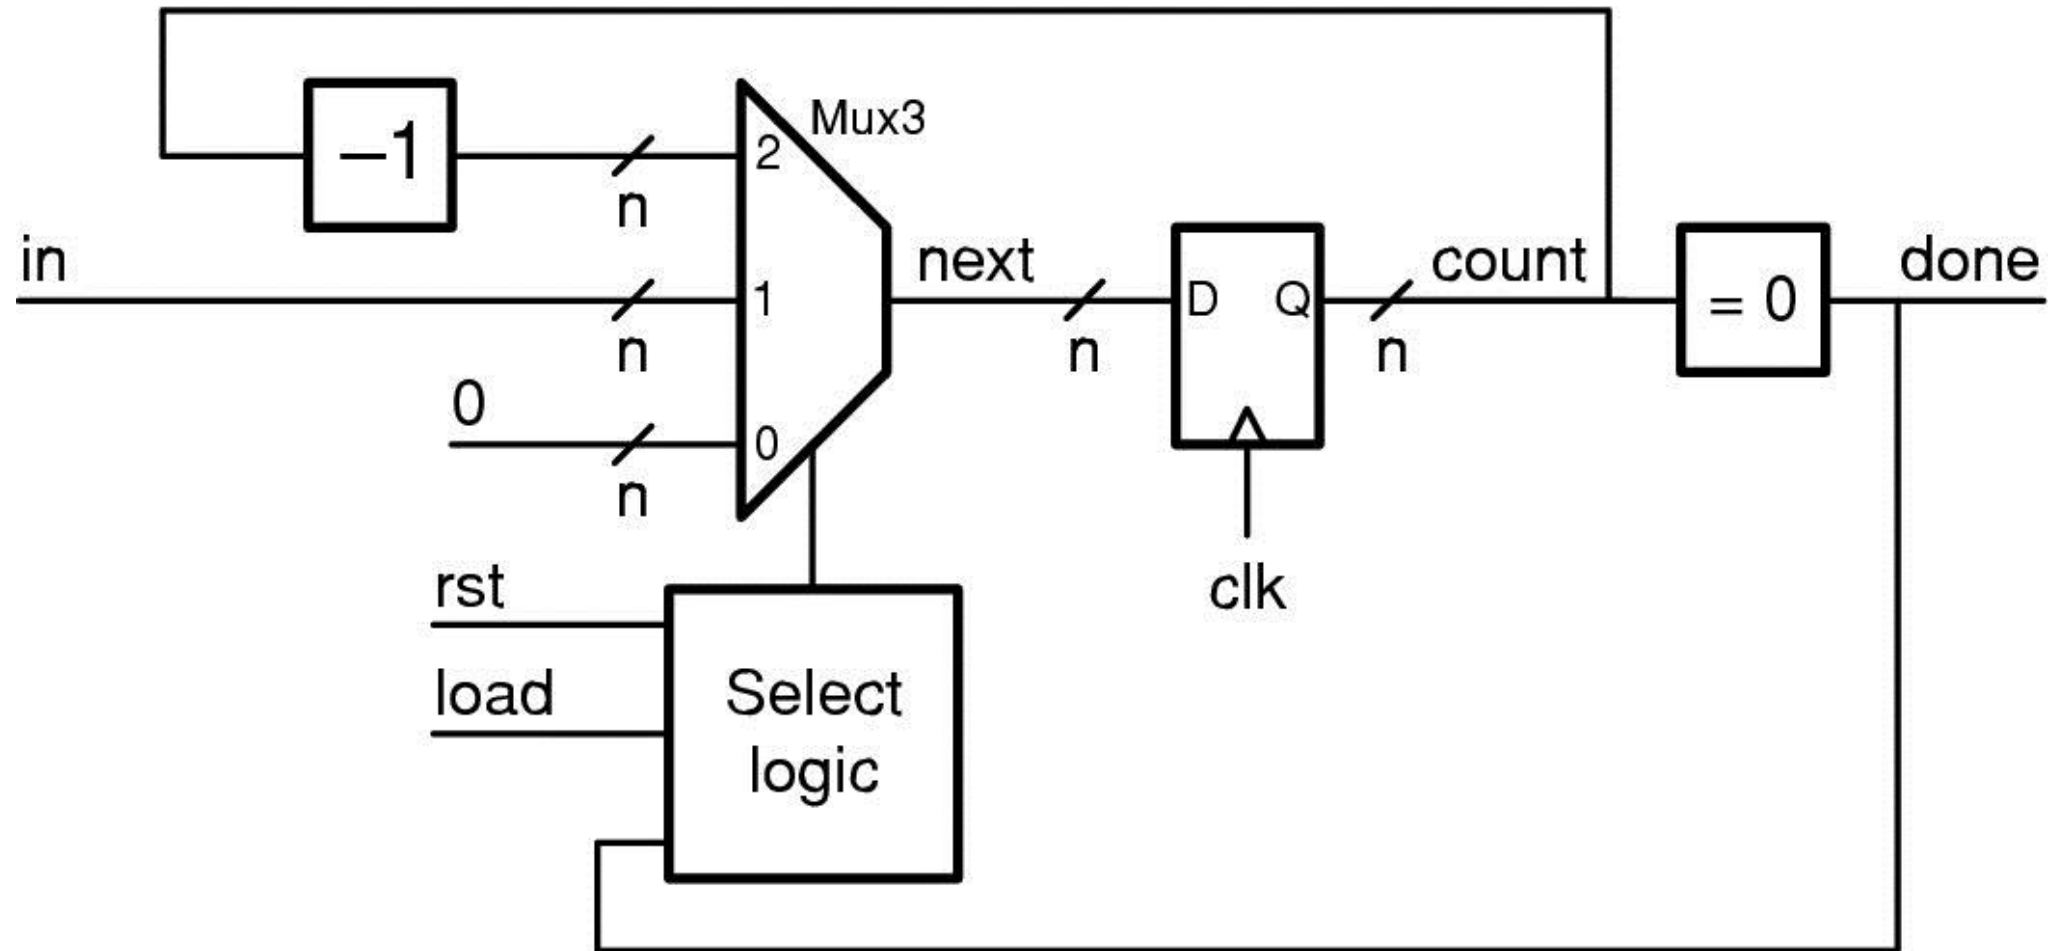 Mux3
−1
2
n
in
next
count
done
1
D
Q
= 0
n
n
n
0
0
n
clk
rst
load
Select
logic